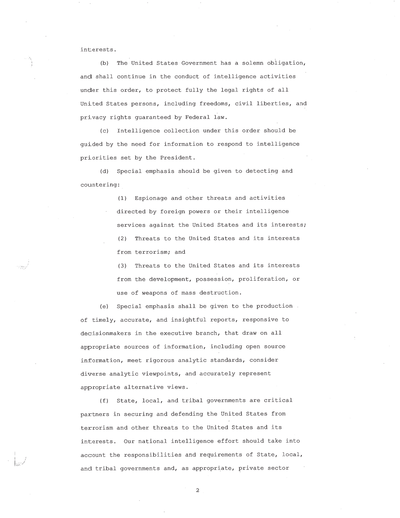 interests.
(b) The United States Government has a solemn obligation,
and shall continue in the conduct of intelligence activities
under this order, to protect fully the legal rights of all
United States persons, including freedoms, civil liberties, and
privacy rights guaranteed by Federal law.
(c) Intelligence collection under this order should be
guided by the need for information to respond to intelligence
priorities set by the President.
(d) Special emphasis should be given to detecting and
countering:
(1) Espionage and other threats and activities
directed by foreign powers or their intelligence
services against the United States and its interests;
(2) Threats to the United States and its interests
from terrorism; and
(3) Threats to the United States and its interests
from the development, possession, proliferation, or
use of weapons of mass destruction.
(e) Special emphasis shall be given to the production
of timely, accurate, and insightful reports, responsive to
decisionmakers in the executive branch, that draw on all
appropriate sources of information, including open source
information, meet rigorous analytic standards, consider
diverse analytic viewpoints, and accurately represent
appropriate alternative views.
(f) State, local, and tribal governments are critical
partners in securing and defending the United States from
terrorism and other threats to the United States and its
interests. Our national intelligence effort should take into
account the responsibilities and requirements of State, local,
and tribal governments and, as appropriate, private sector
2